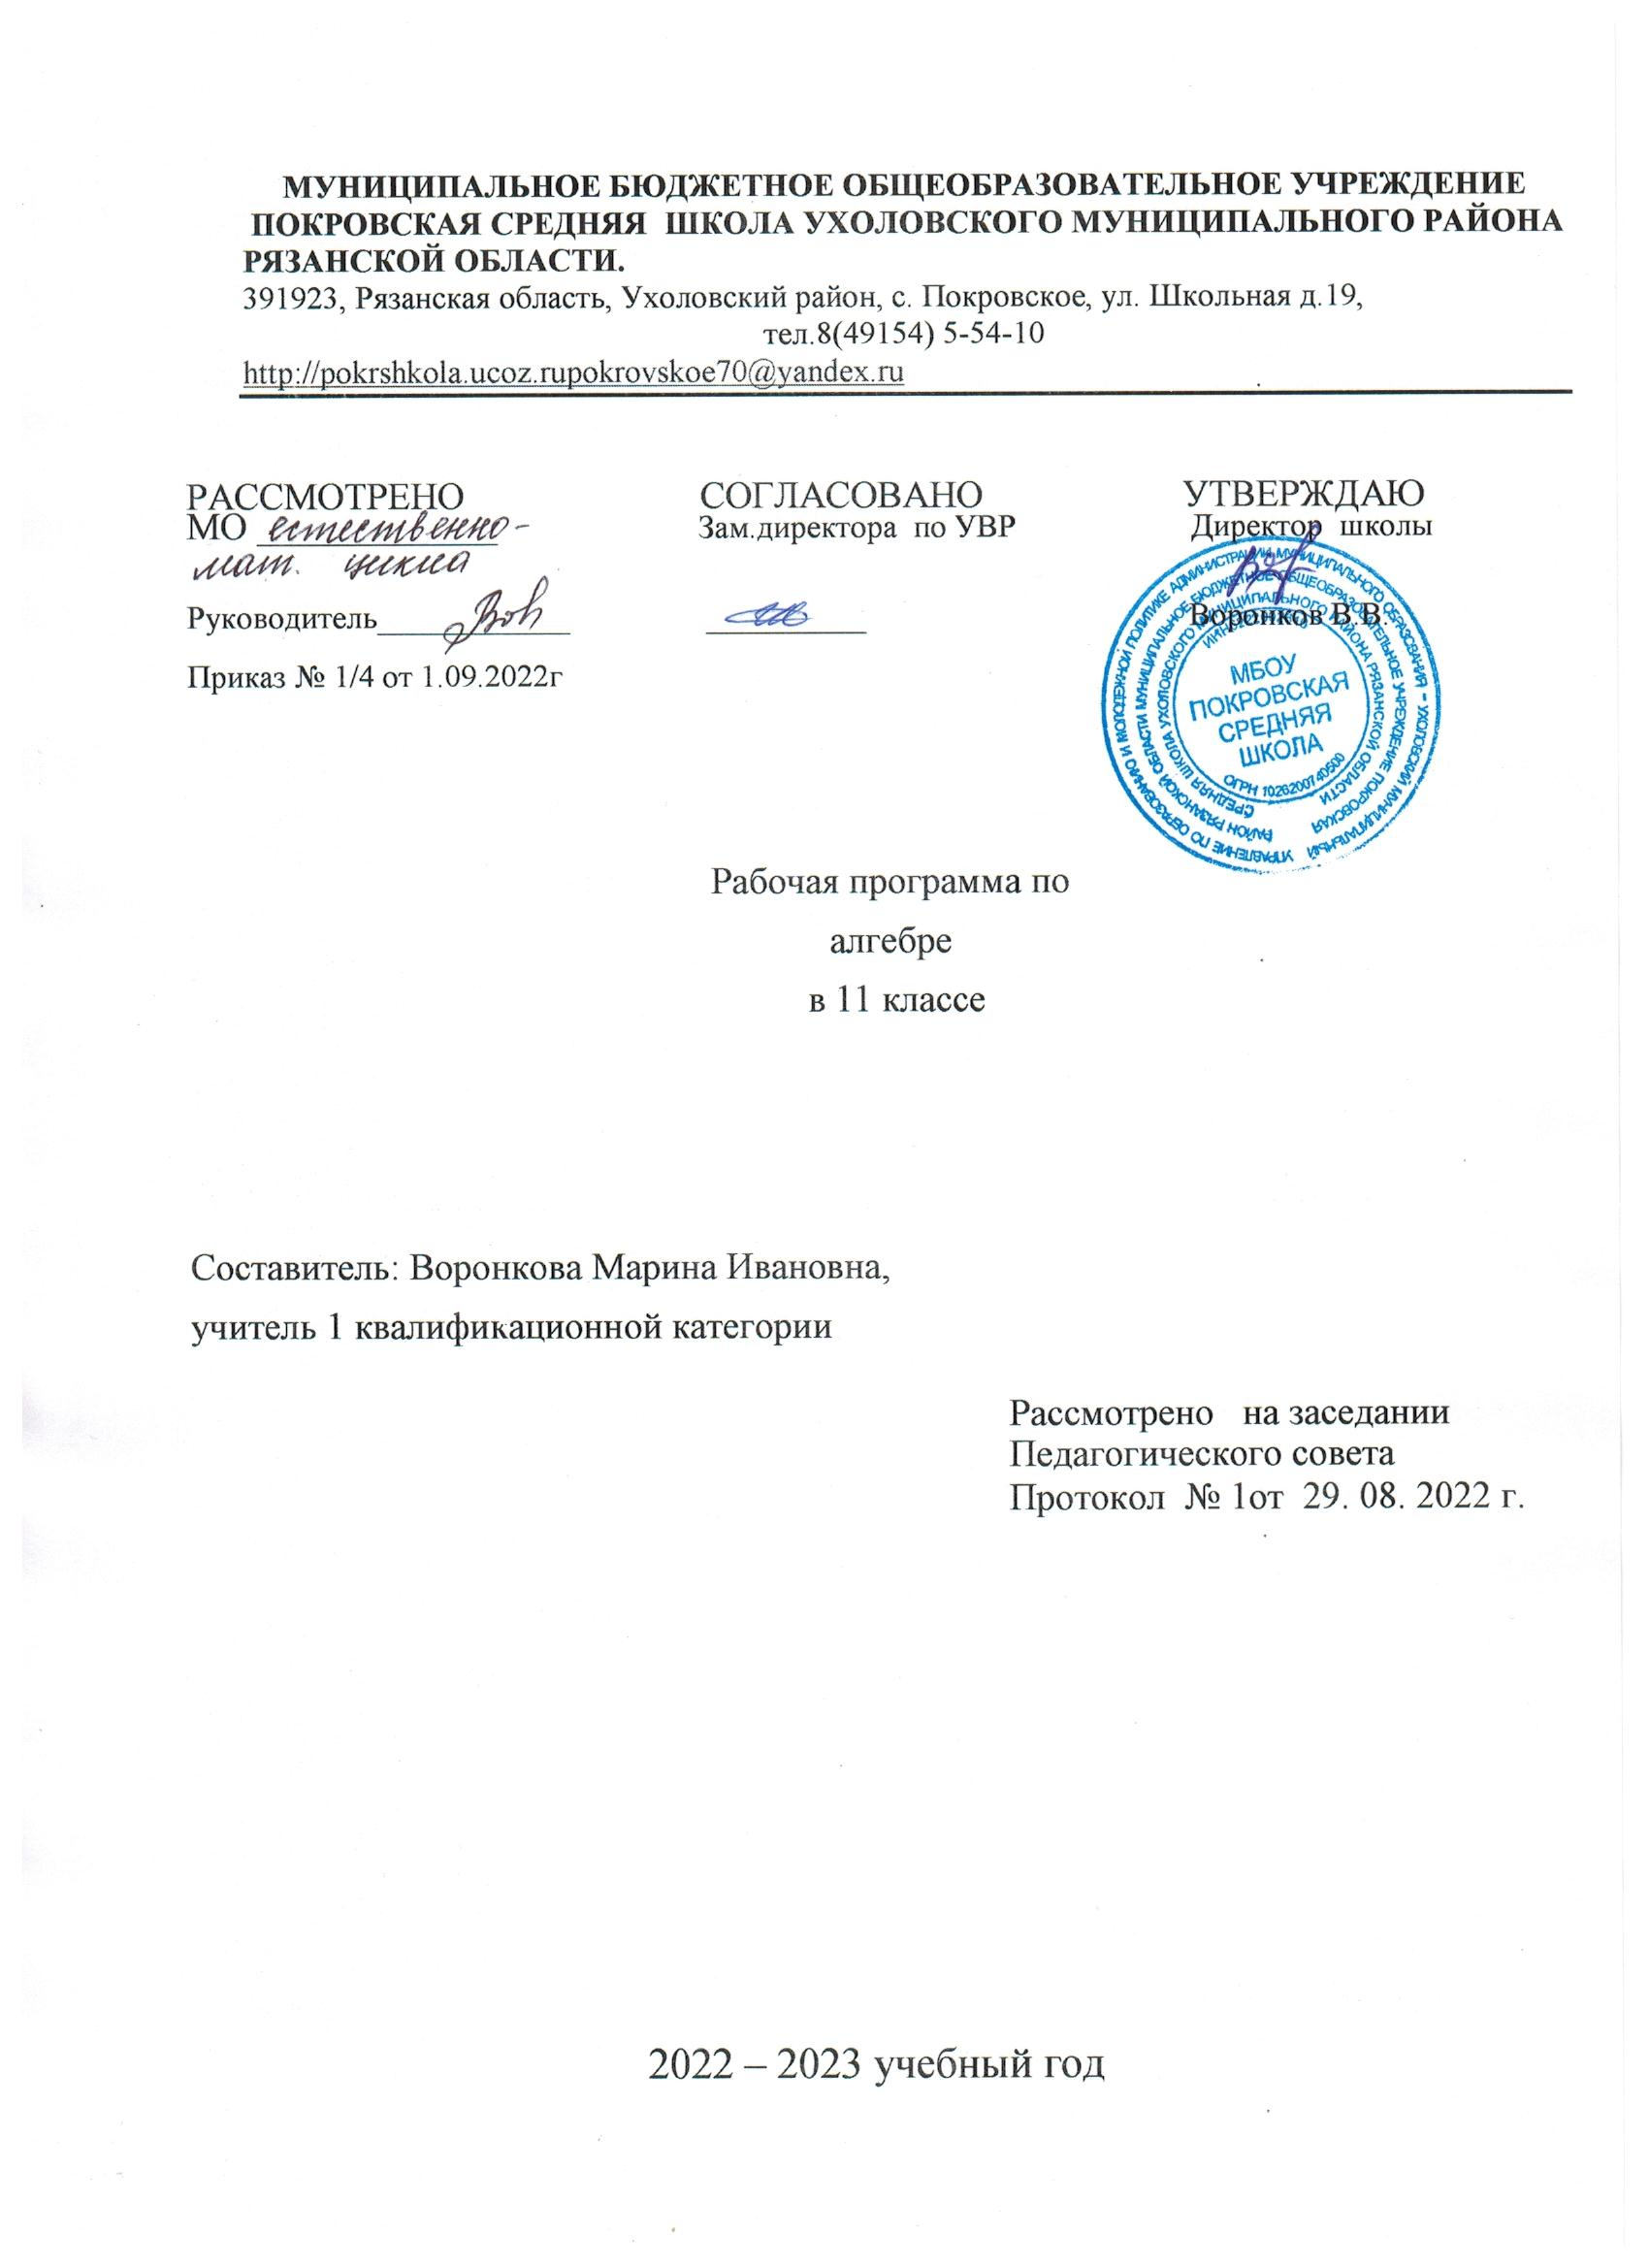 МУНИЦИПАЛЬНОЕ БЮДЖЕТНОЕ ОБЩЕОБРАЗОВАТЕЛЬНОЕ УЧРЕЖДЕНИЕ
ПОКРОВСКАЯ СРЕДНЯЯ ШКОЛА УХОЛОВСКОГО МУНИЦИПАЛЬНОГО РАЙОНА
РЯЗАНСКОЙ ОБЛАСТИ.
391923, Рязанская область, Ухоловский район, с. Покровское, ул. Школьная д.19,
тел.8(49154) 5-54-10
http://pokrshkola.ucoz.rupokrovskoe70@yandex.ru
РАССМОТРЕНО
МО естественно-
мат. цикла
Руководитель
Приказ № 1/4 от 1.09.2022г
СОГЛАСОВАНО
Зам.директора по УВР
УТВЕРЖДАЮ
Директор школы
Воронков В.В.
МБОУ
ПОКРОВСКАЯ
СРЕДНЯЯ
ШКОЛА
ОГРН 1026200740500
Рабочая программа по
алгебре
в 11 классе
Составитель: Воронкова Марина Ивановна,
учитель 1 квалификационной категории
Рассмотрено на заседании
Педагогического совета
Протокол № 1от 29. 08. 2022 г.
2022 – 2023 учебный год